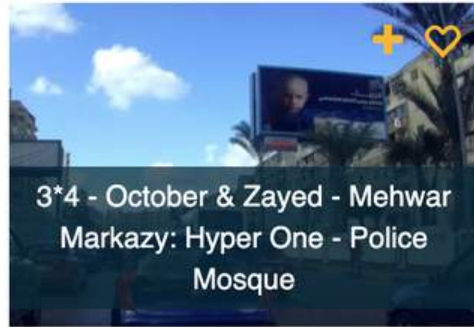 3*4 - October & Zayed - Mehwar
Markazy: Hyper One - Police
Mosque